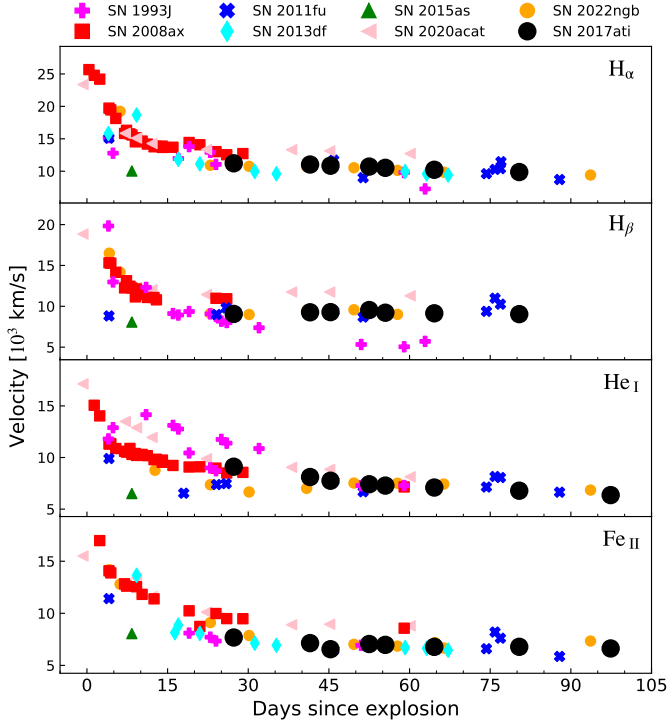 SN 1993J SN 2011fu SN 2015as SN 2022ngb
SN 2008ax SN 2013df SN 2020acat SN 2017ati
Hα
25
20
15
10
Hβ
20
15
10
5
He I
15
10
5
Fe II
15
10
5
Velocity [10³ km/s]
0 15 30 45 60 75 90 105
Days since explosion